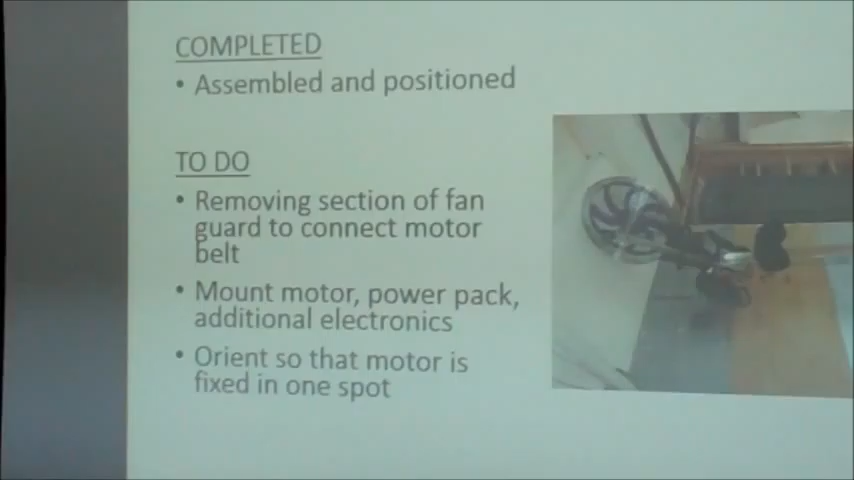 COMPLETED
• Assembled and positioned
TO DO
• Removing section of fan
guard to connect motor
belt
• Mount motor, power pack,
additional electronics
• Orient so that motor is
fixed in one spot